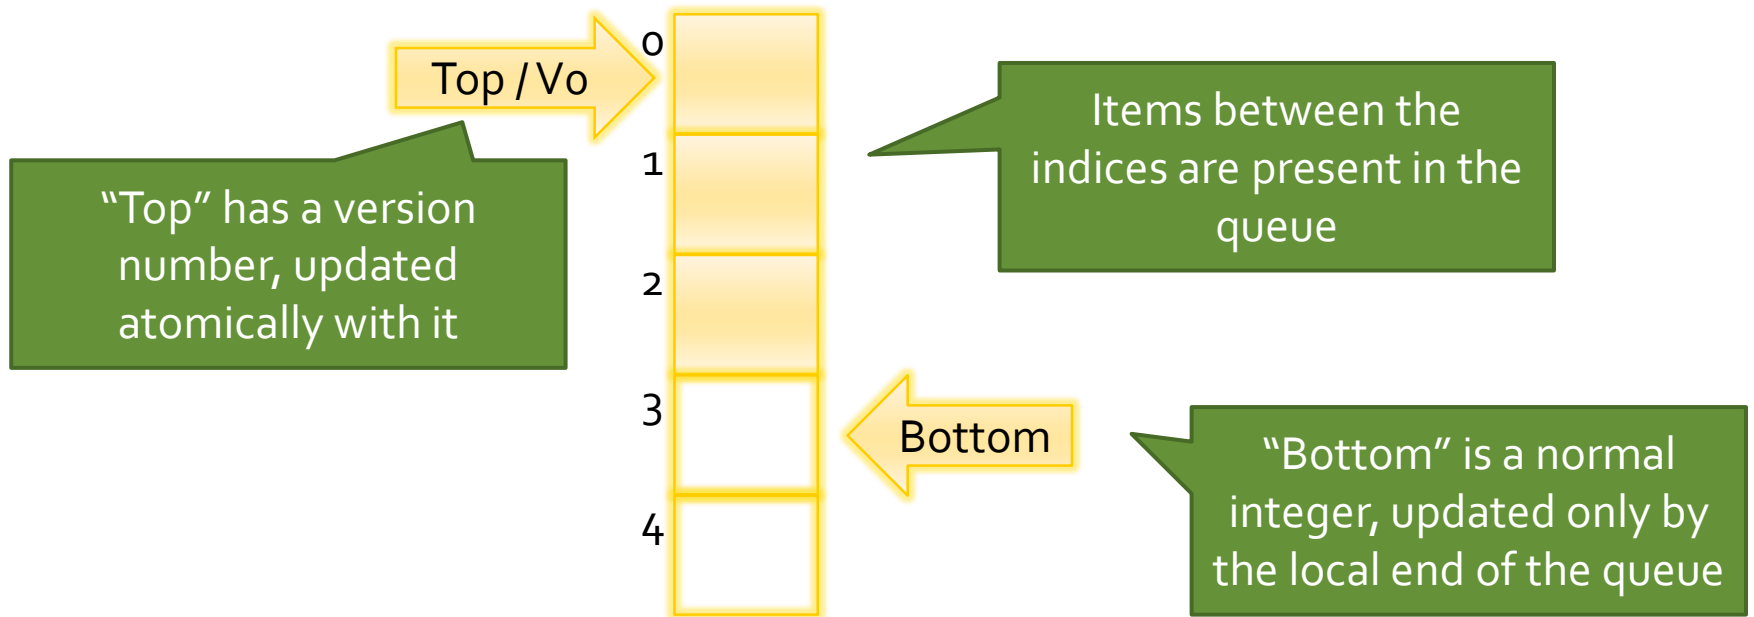 Top / V0
“Top” has a version
number, updated
atomically with it
0
1
2
3
4
Items between the
indices are present in the
queue
Bottom
“Bottom” is a normal
integer, updated only by
the local end of the queue